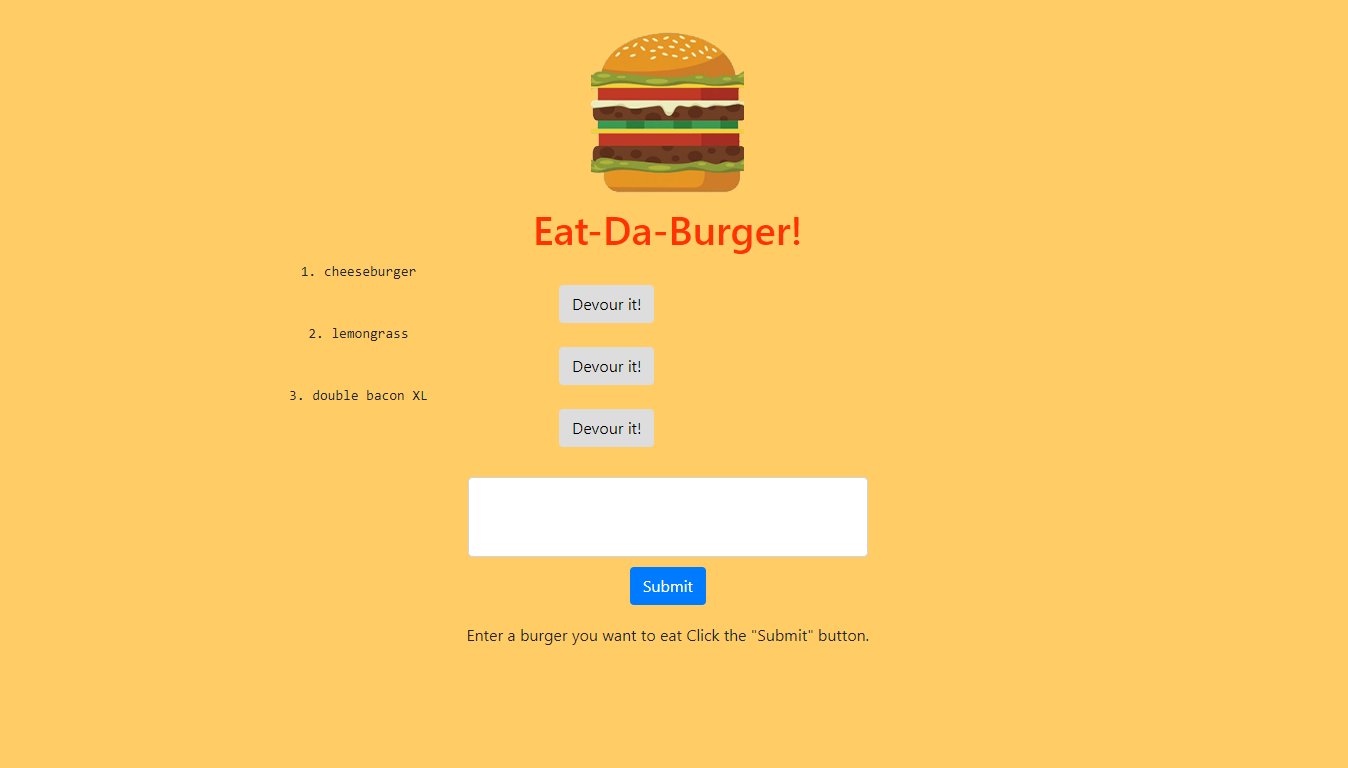 Eat-Da-Burger!
1. cheeseburger
Devour it!
2. lemongrass
Devour it!
3. double bacon XL
Devour it!
Submit
Enter a burger you want to eat Click the "Submit" button.